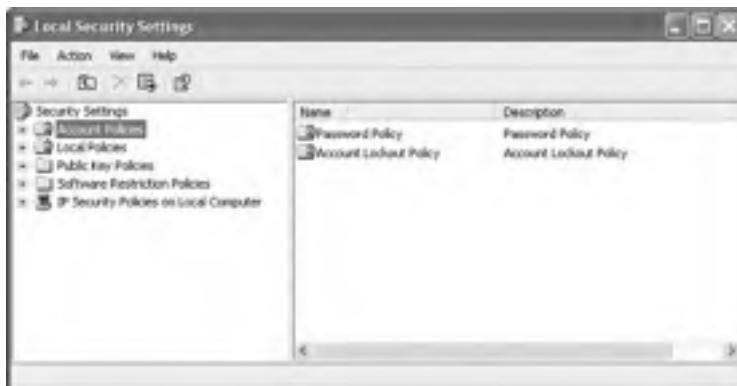 Local Security Settings
File Action View Help
Security Settings
Account Policies
Local Policies
Public Key Policies
Software Restriction Policies
IP Security Policies on Local Computer
Name Description
Password Policy Password Policy
Account Lockout Policy Account Lockout Policy